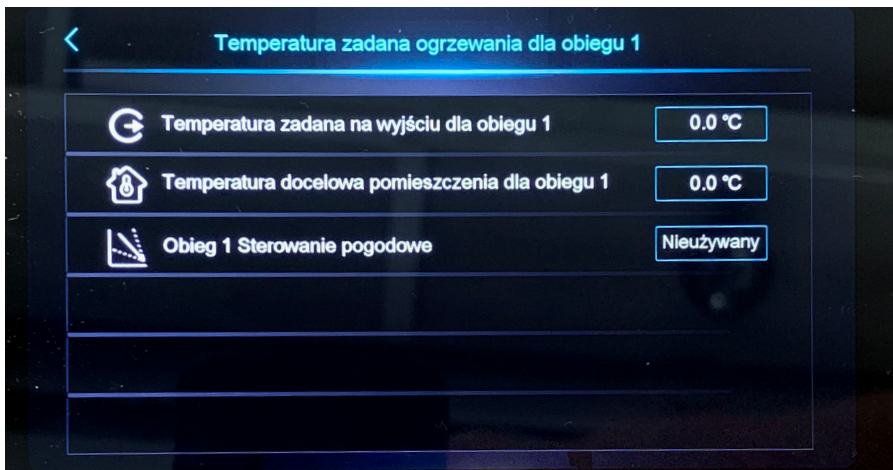 Temperatura zadana ogrzewania dla obiegu 1
Temperatura zadana na wyjściu dla obiegu 1 0.0 °C
Temperatura docelowa pomieszczenia dla obiegu 1 0.0 °C
Obieg 1 Sterowanie pogodowe Nieużywany